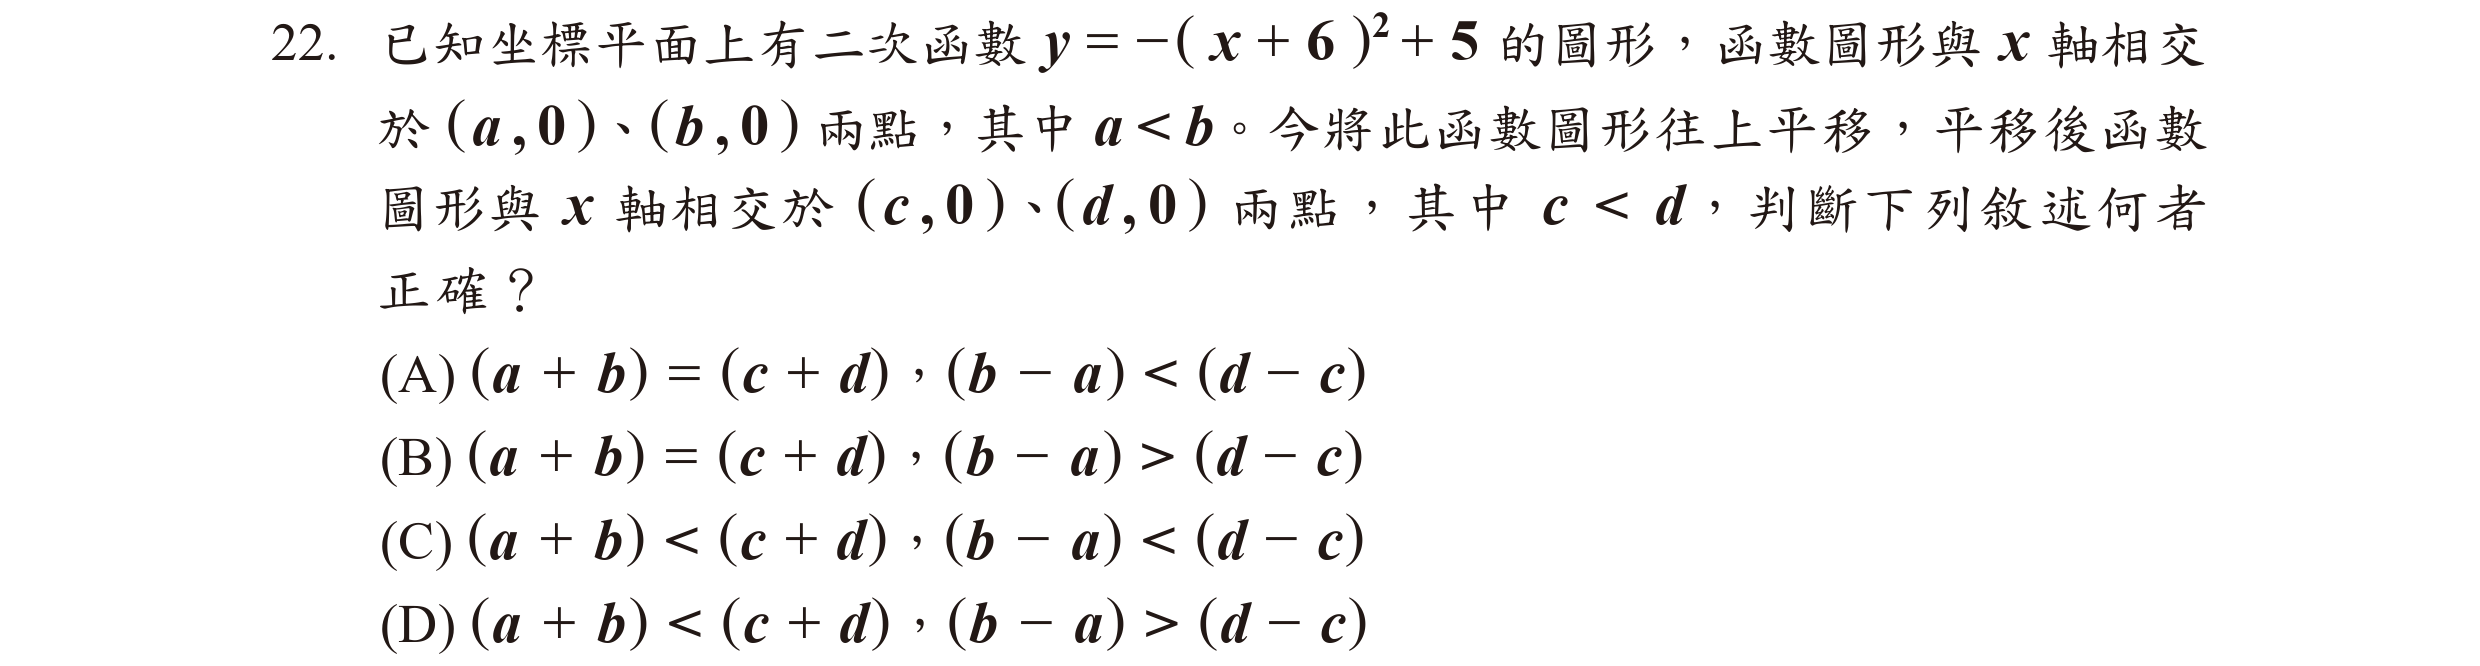 22. 已知坐標平面上有二次函數 y = −( x + 6 )² + 5 的圖形，函數圖形與 x 軸相交
於 (a , 0)、(b , 0) 兩點，其中 a < b。今將此函數圖形往上平移，平移後函數
圖形與 x 軸相交於 (c , 0)、(d , 0) 兩點，其中 c < d，判斷下列敘述何者
正確？
(A) (a + b) = (c + d)，(b − a) < (d − c)
(B) (a + b) = (c + d)，(b − a) > (d − c)
(C) (a + b) < (c + d)，(b − a) < (d − c)
(D) (a + b) < (c + d)，(b − a) > (d − c)